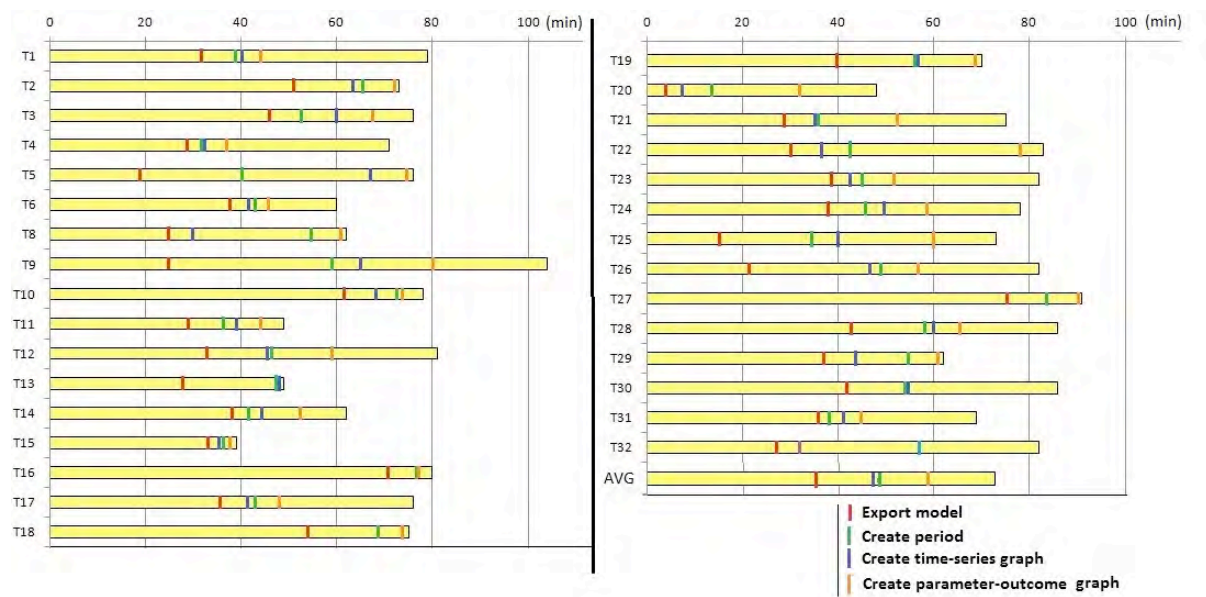 0 20 40 60 80 100 (min)
T1
T2
T3
T4
T5
T6
T8
T9
T10
T11
T12
T13
T14
T15
T16
T17
T18
0 20 40 60 80 100 (min)
T19
T20
T21
T22
T23
T24
T25
T26
T27
T28
T29
T30
T31
T32
AVG
Export model
Create period
Create time-series graph
Create parameter-outcome graph